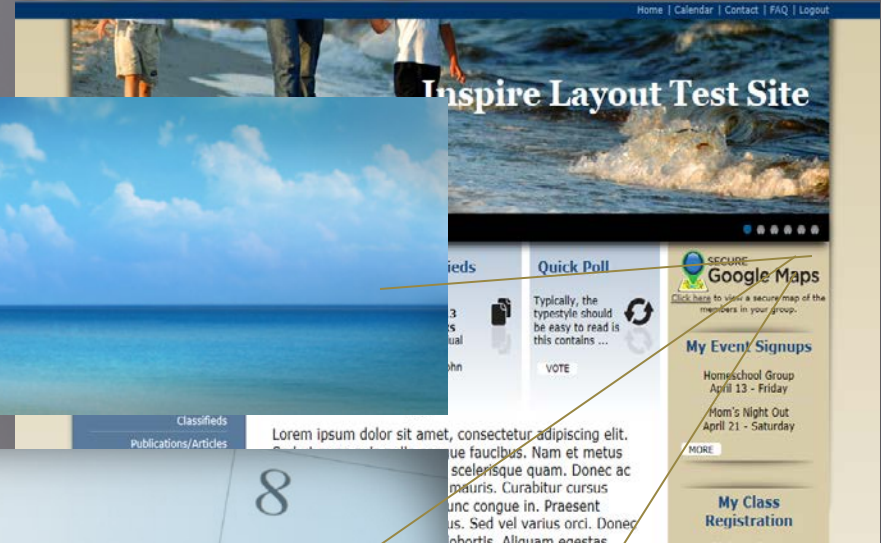 Home | Calendar | Contact | FAQ | Logout
Inspire Layout Test Site
Quick Poll
Typically, the
typestyle should
be easy to read is
this contains ...
VOTE
SECURE
Google Maps
Click here to view a secure map of the
members in your group.
My Event Signups
Homeschool Group
April 13 - Friday
Mom's Night Out
April 21 - Saturday
MORE
My Class
Registration
Classifieds
Publications/Articles
Lorem ipsum dolor sit amet, consectetur adipiscing elit.
faucibus. Nam et metus
scelerisque quam. Donec ac
mauris. Curabitur cursus
congue in. Praesent
Sed vel varius orci. Donec
lobortis. Aliquam egestas
8